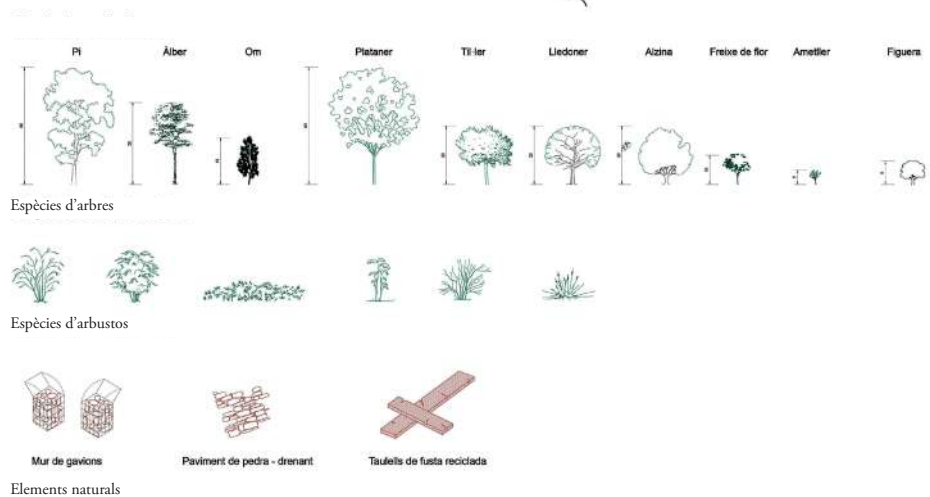 Pi Àlber Om Plataner Til·ler Lledoner Alzina Freixe de flor Ametller Figuera
Espècies d'arbres
Espècies d'arbustos
Mur de gavions Paviment de pedra - drenant Taulells de fusta reciclada
Elements naturals